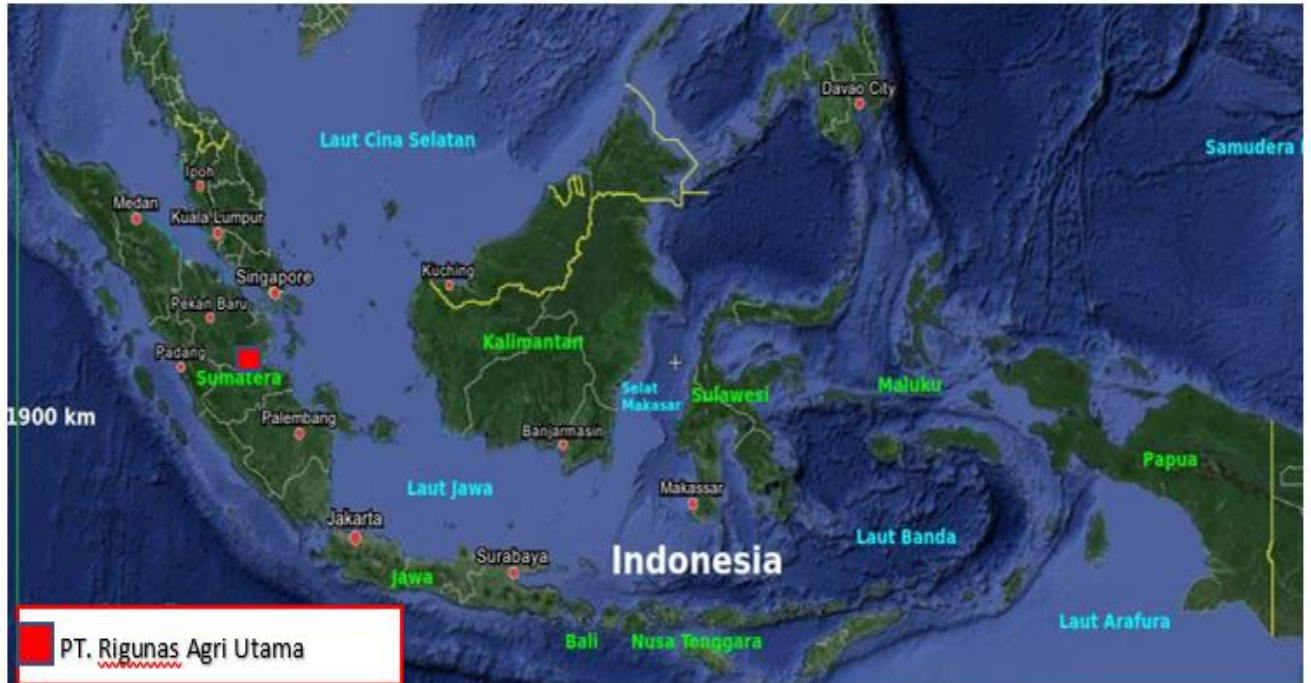 Davao City
Laut Cina Selatan
Samudera
Ipoh
Medan
Kuala Lumpur
Kuching
Singapore
Pekan Baru
Kalimantan
Padang
Sumatera
Selat
Makasar
Sulawesi
Maluku
1900 km
Palembang
Banjarmasin
Papua
Laut Jawa
Makassar
Jakarta
Laut Banda
Surabaya
Indonesia
Jawa
Laut Arafura
Bali
Nusa Tenggara
PT. Rigunas Agri Utama